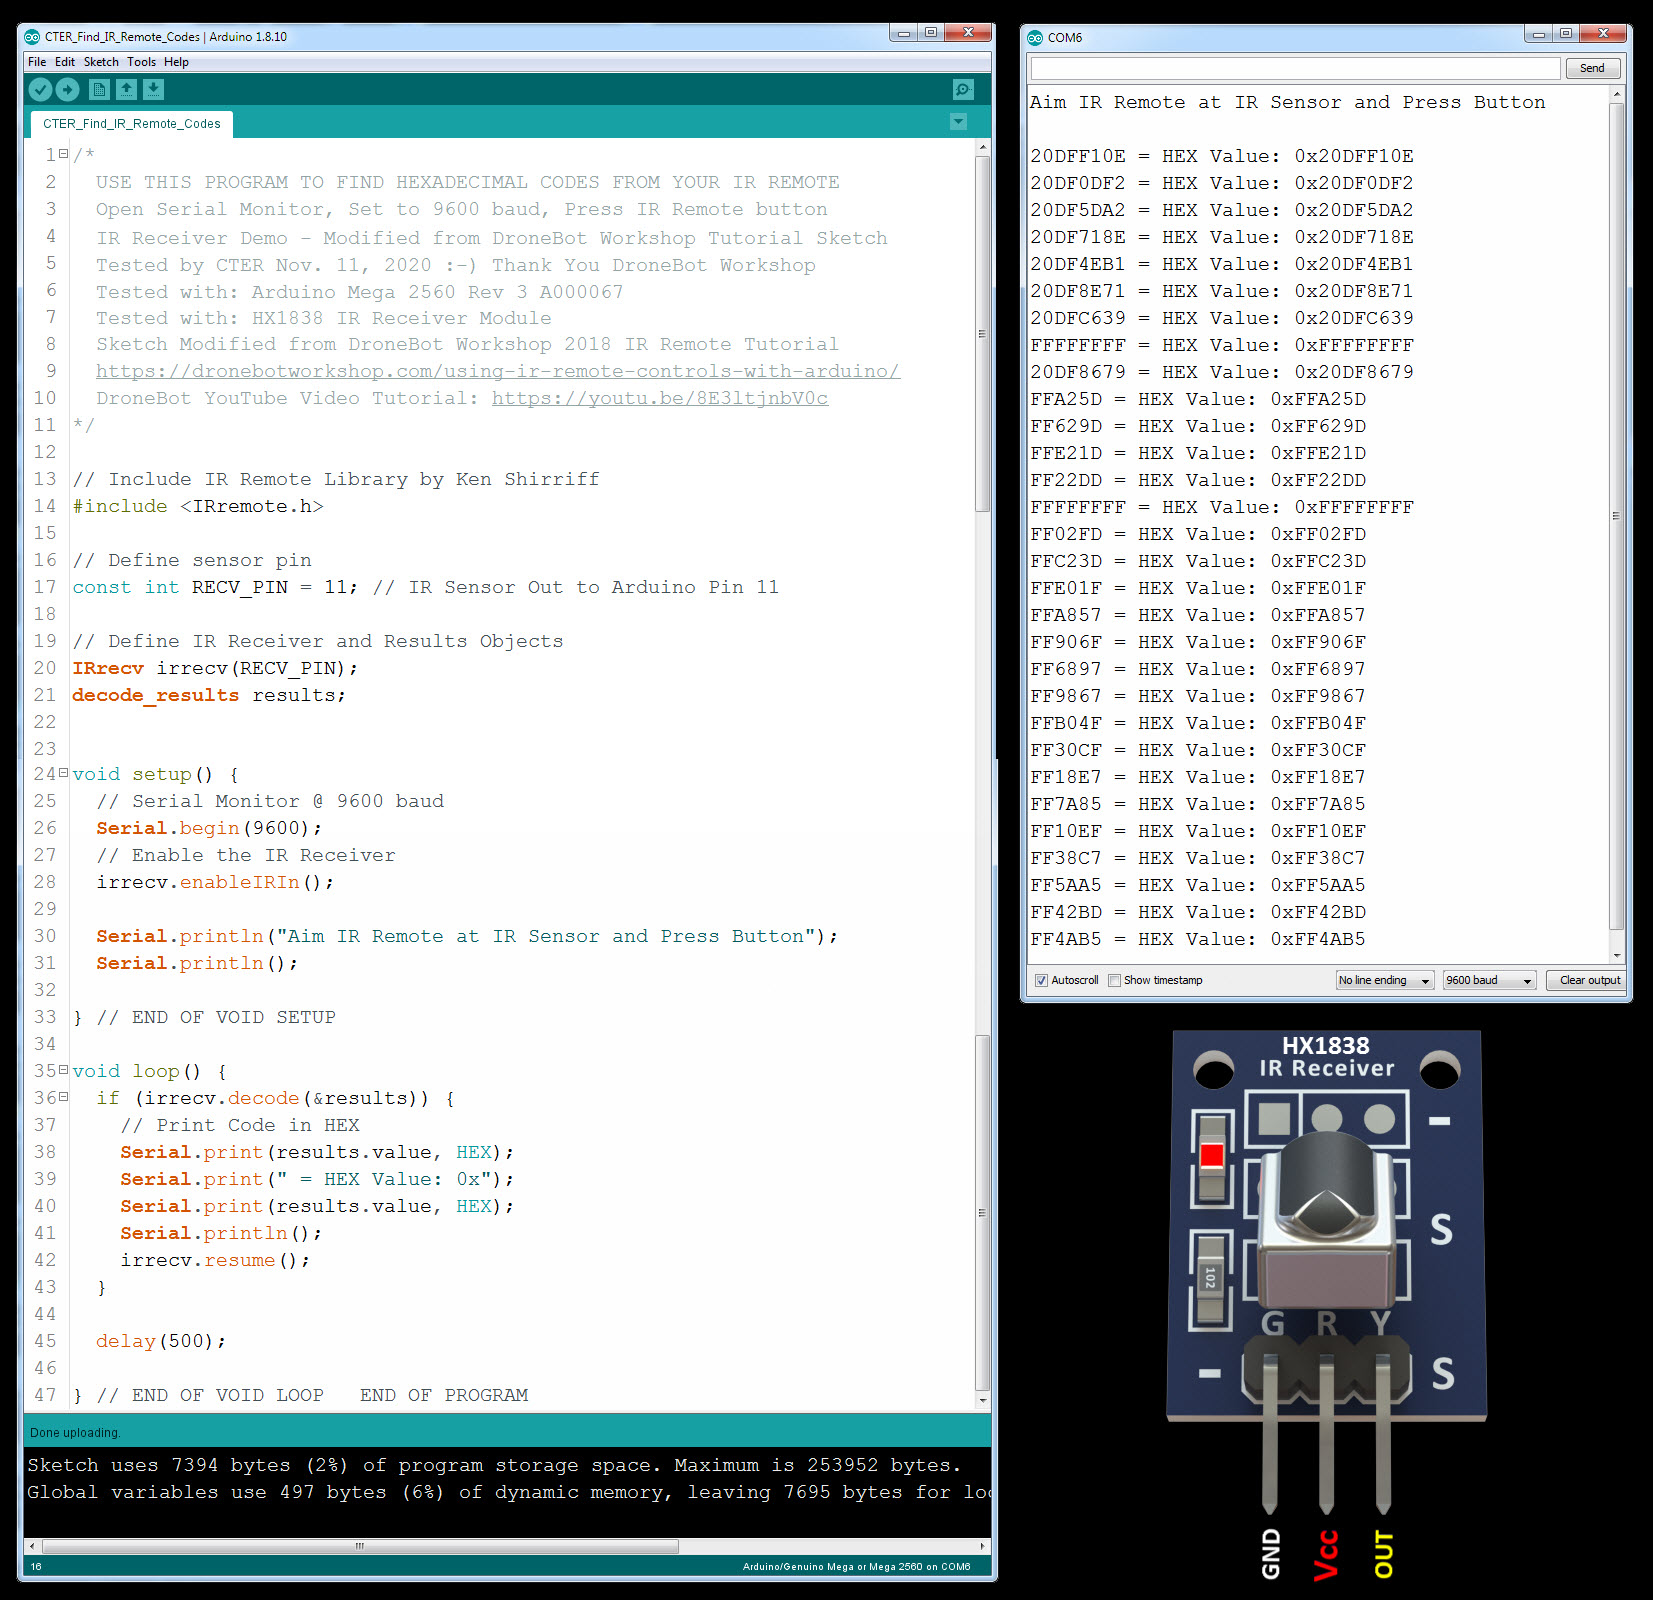 CTER_Find_IR_Remote_Codes | Arduino 1.8.10
File Edit Sketch Tools Help
CTER_Find_IR_Remote_Codes
1 /*
2 USE THIS PROGRAM TO FIND HEXADECIMAL CODES FROM YOUR IR REMOTE
3 Open Serial Monitor, Set to 9600 baud, Press IR Remote button
4 IR Receiver Demo - Modified from DroneBot Workshop Tutorial Sketch
5 Tested by CTER Nov. 11, 2020 :-) Thank You DroneBot Workshop
6 Tested with: Arduino Mega 2560 Rev 3 A000067
7 Tested with: HX1838 IR Receiver Module
8 Sketch Modified from DroneBot Workshop 2018 IR Remote Tutorial
9 https://dronebotworkshop.com/using-ir-remote-controls-with-arduino/
10 DroneBot YouTube Video Tutorial: https://youtu.be/8E3ltjnbV0c
11 */
12
13 // Include IR Remote Library by Ken Shirriff
14 #include <IRremote.h>
15
16 // Define sensor pin
17 const int RECV_PIN = 11; // IR Sensor Out to Arduino Pin 11
18
19 // Define IR Receiver and Results Objects
20 IRrecv irrecv(RECV_PIN);
21 decode_results results;
22
23
24 void setup() {
25 // Serial Monitor @ 9600 baud
26 Serial.begin(9600);
27 // Enable the IR Receiver
28 irrecv.enableIRIn();
29
30 Serial.println("Aim IR Remote at IR Sensor and Press Button");
31 Serial.println();
32
33 } // END OF VOID SETUP
34
35 void loop() {
36 if (irrecv.decode(&results)) {
37 // Print Code in HEX
38 Serial.print(results.value, HEX);
39 Serial.print(" = HEX Value: 0x");
40 Serial.print(results.value, HEX);
41 Serial.println();
42 irrecv.resume();
43 }
44
45 delay(500);
46
47 } // END OF VOID LOOP END OF PROGRAM
Done uploading.
Sketch uses 7394 bytes (2%) of program storage space. Maximum is 253952 bytes.
Global variables use 497 bytes (6%) of dynamic memory, leaving 7695 bytes for loc
16
Arduino/Genuino Mega or Mega 2560 on COM6
COM6
Send
Aim IR Remote at IR Sensor and Press Button
20DFF10E = HEX Value: 0x20DFF10E
20DF0DF2 = HEX Value: 0x20DF0DF2
20DF5DA2 = HEX Value: 0x20DF5DA2
20DF718E = HEX Value: 0x20DF718E
20DF4EB1 = HEX Value: 0x20DF4EB1
20DF8E71 = HEX Value: 0x20DF8E71
20DFC639 = HEX Value: 0x20DFC639
FFFFFFFF = HEX Value: 0xFFFFFFFF
20DF8679 = HEX Value: 0x20DF8679
FFA25D = HEX Value: 0xFFA25D
FF629D = HEX Value: 0xFF629D
FFE21D = HEX Value: 0xFFE21D
FF22DD = HEX Value: 0xFF22DD
FFFFFFFF = HEX Value: 0xFFFFFFFF
FF02FD = HEX Value: 0xFF02FD
FFC23D = HEX Value: 0xFFC23D
FFE01F = HEX Value: 0xFFE01F
FFA857 = HEX Value: 0xFFA857
FF906F = HEX Value: 0xFF906F
FF6897 = HEX Value: 0xFF6897
FF9867 = HEX Value: 0xFF9867
FFB04F = HEX Value: 0xFFB04F
FF30CF = HEX Value: 0xFF30CF
FF18E7 = HEX Value: 0xFF18E7
FF7A85 = HEX Value: 0xFF7A85
FF10EF = HEX Value: 0xFF10EF
FF38C7 = HEX Value: 0xFF38C7
FF5AA5 = HEX Value: 0xFF5AA5
FF42BD = HEX Value: 0xFF42BD
FF4AB5 = HEX Value: 0xFF4AB5
Autoscroll Show timestamp No line ending 9600 baud Clear output
HX1838
IR Receiver
-
S
102
G R Y
- S
GND Vcc OUT